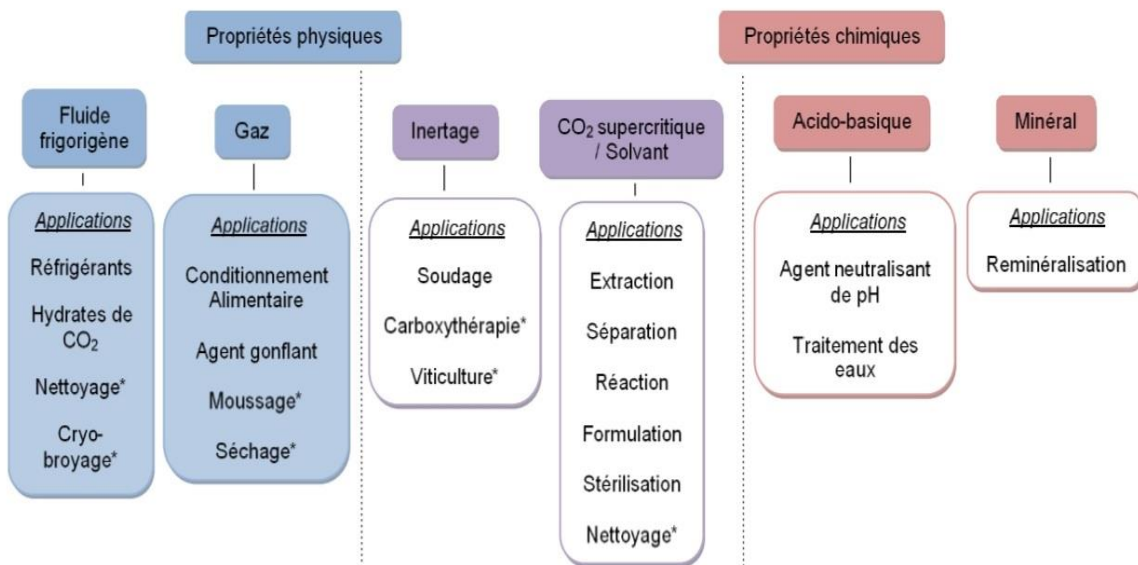 Propriétés physiques
Propriétés chimiques
Fluide
frigorigène
Applications
Réfrigérants
Hydrates de
CO₂
Nettoyage*
Cryo-
broyage*
Gaz
Applications
Conditionnement
Alimentaire
Agent gonflant
Moussage*
Séchage*
Inertage
Applications
Soudage
Carboxythérapie*
Viticulture*
CO₂ supercritique
/ Solvant
Applications
Extraction
Séparation
Réaction
Formulation
Stérilisation
Nettoyage*
Acido-basique
Applications
Agent neutralisant
de pH
Traitement des
eaux
Minéral
Applications
Reminéralisation